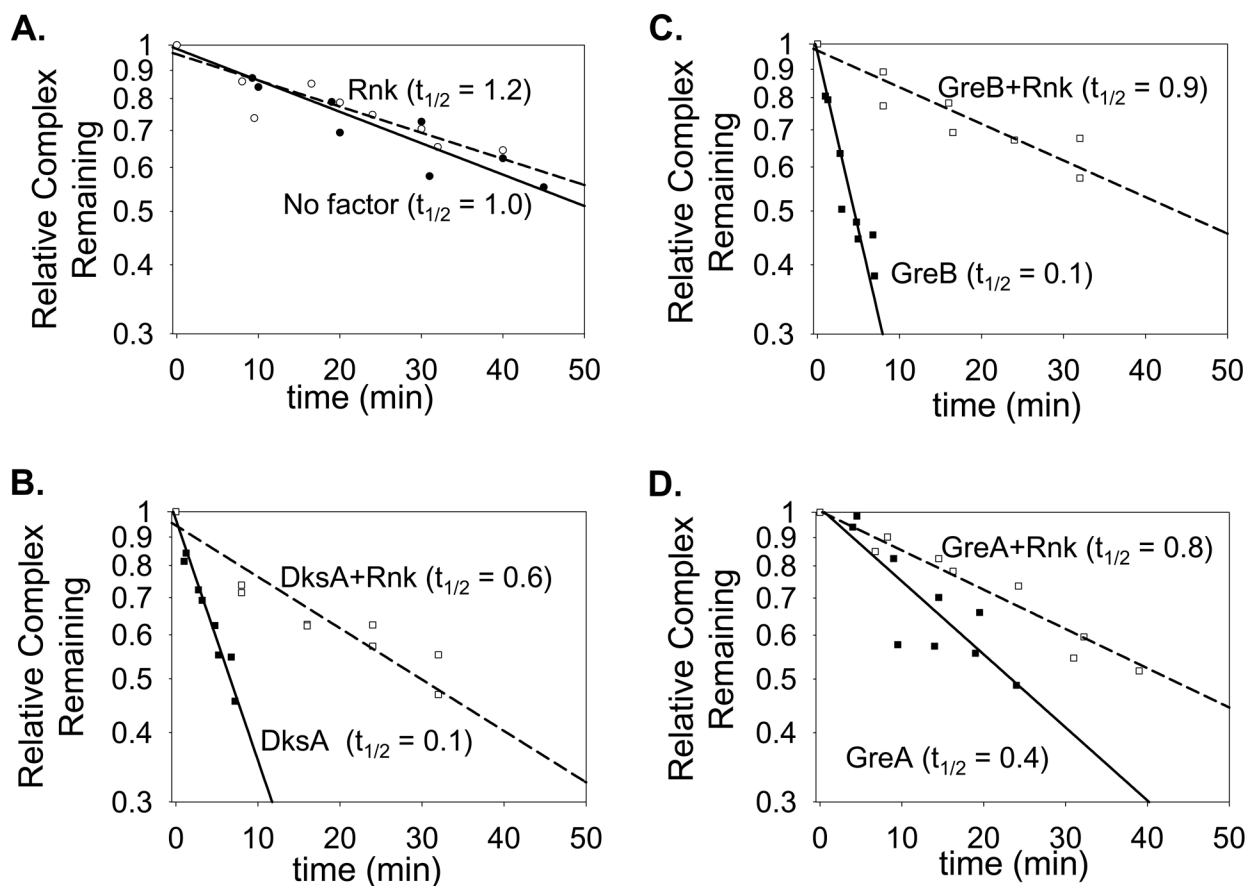 A.
Relative Complex
Remaining
1
0.9
0.8
0.7
0.6
0.5
0.4
0.3
Rnk (t1/2 = 1.2)
No factor (t1/2 = 1.0)
0 10 20 30 40 50
time (min)
B.
Relative Complex
Remaining
1
0.9
0.8
0.7
0.6
0.5
0.4
0.3
DksA+Rnk (t1/2 = 0.6)
DksA (t1/2 = 0.1)
0 10 20 30 40 50
time (min)
C.
Relative Complex
Remaining
1
0.9
0.8
0.7
0.6
0.5
0.4
0.3
GreB+Rnk (t1/2 = 0.9)
GreB (t1/2 = 0.1)
0 10 20 30 40 50
time (min)
D.
Relative Complex
Remaining
1
0.9
0.8
0.7
0.6
0.5
0.4
0.3
GreA+Rnk (t1/2 = 0.8)
GreA (t1/2 = 0.4)
0 10 20 30 40 50
time (min)